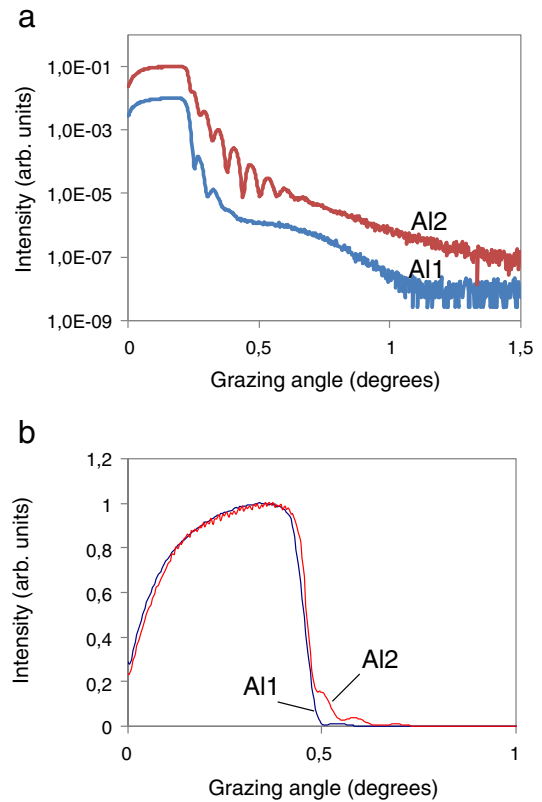 a
Intensity (arb. units)
1,0E-01
1,0E-03
1,0E-05
1,0E-07
1,0E-09
Al2
Al1
0
0,5
1
1,5
Grazing angle (degrees)
b
Intensity (arb. units)
1,2
1
0,8
0,6
0,4
0,2
0
Al1
Al2
0
0,5
1
Grazing angle (degrees)